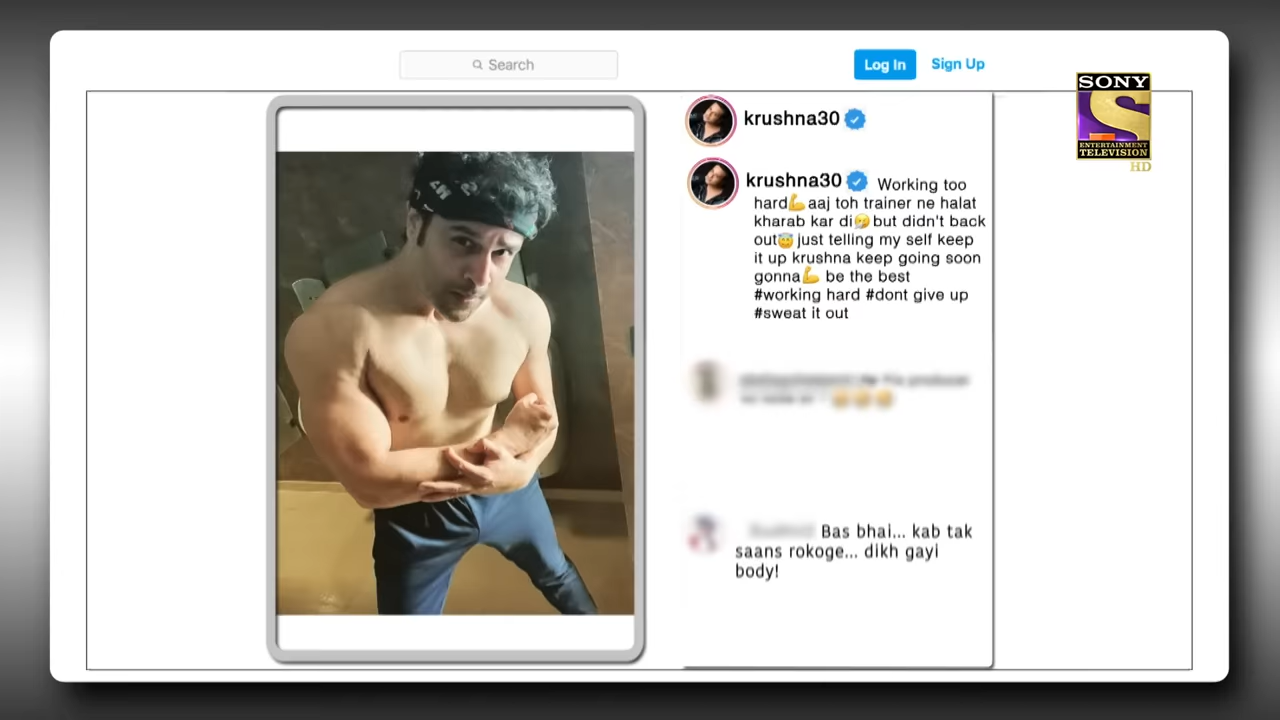 Search
Log In
Sign Up
SONY
ENTERTAINMENT
TELEVISION
HD
krushna30
krushna30 Working too
hard💪aaj toh trainer ne halat
kharab kar di🤧but didn't back
out😇just telling my self keep
it up krushna keep going soon
gonna💪 be the best
#working hard #dont give up
#sweat it out
Bas bhai... kab tak
saans rokoge... dikh gayi
body!